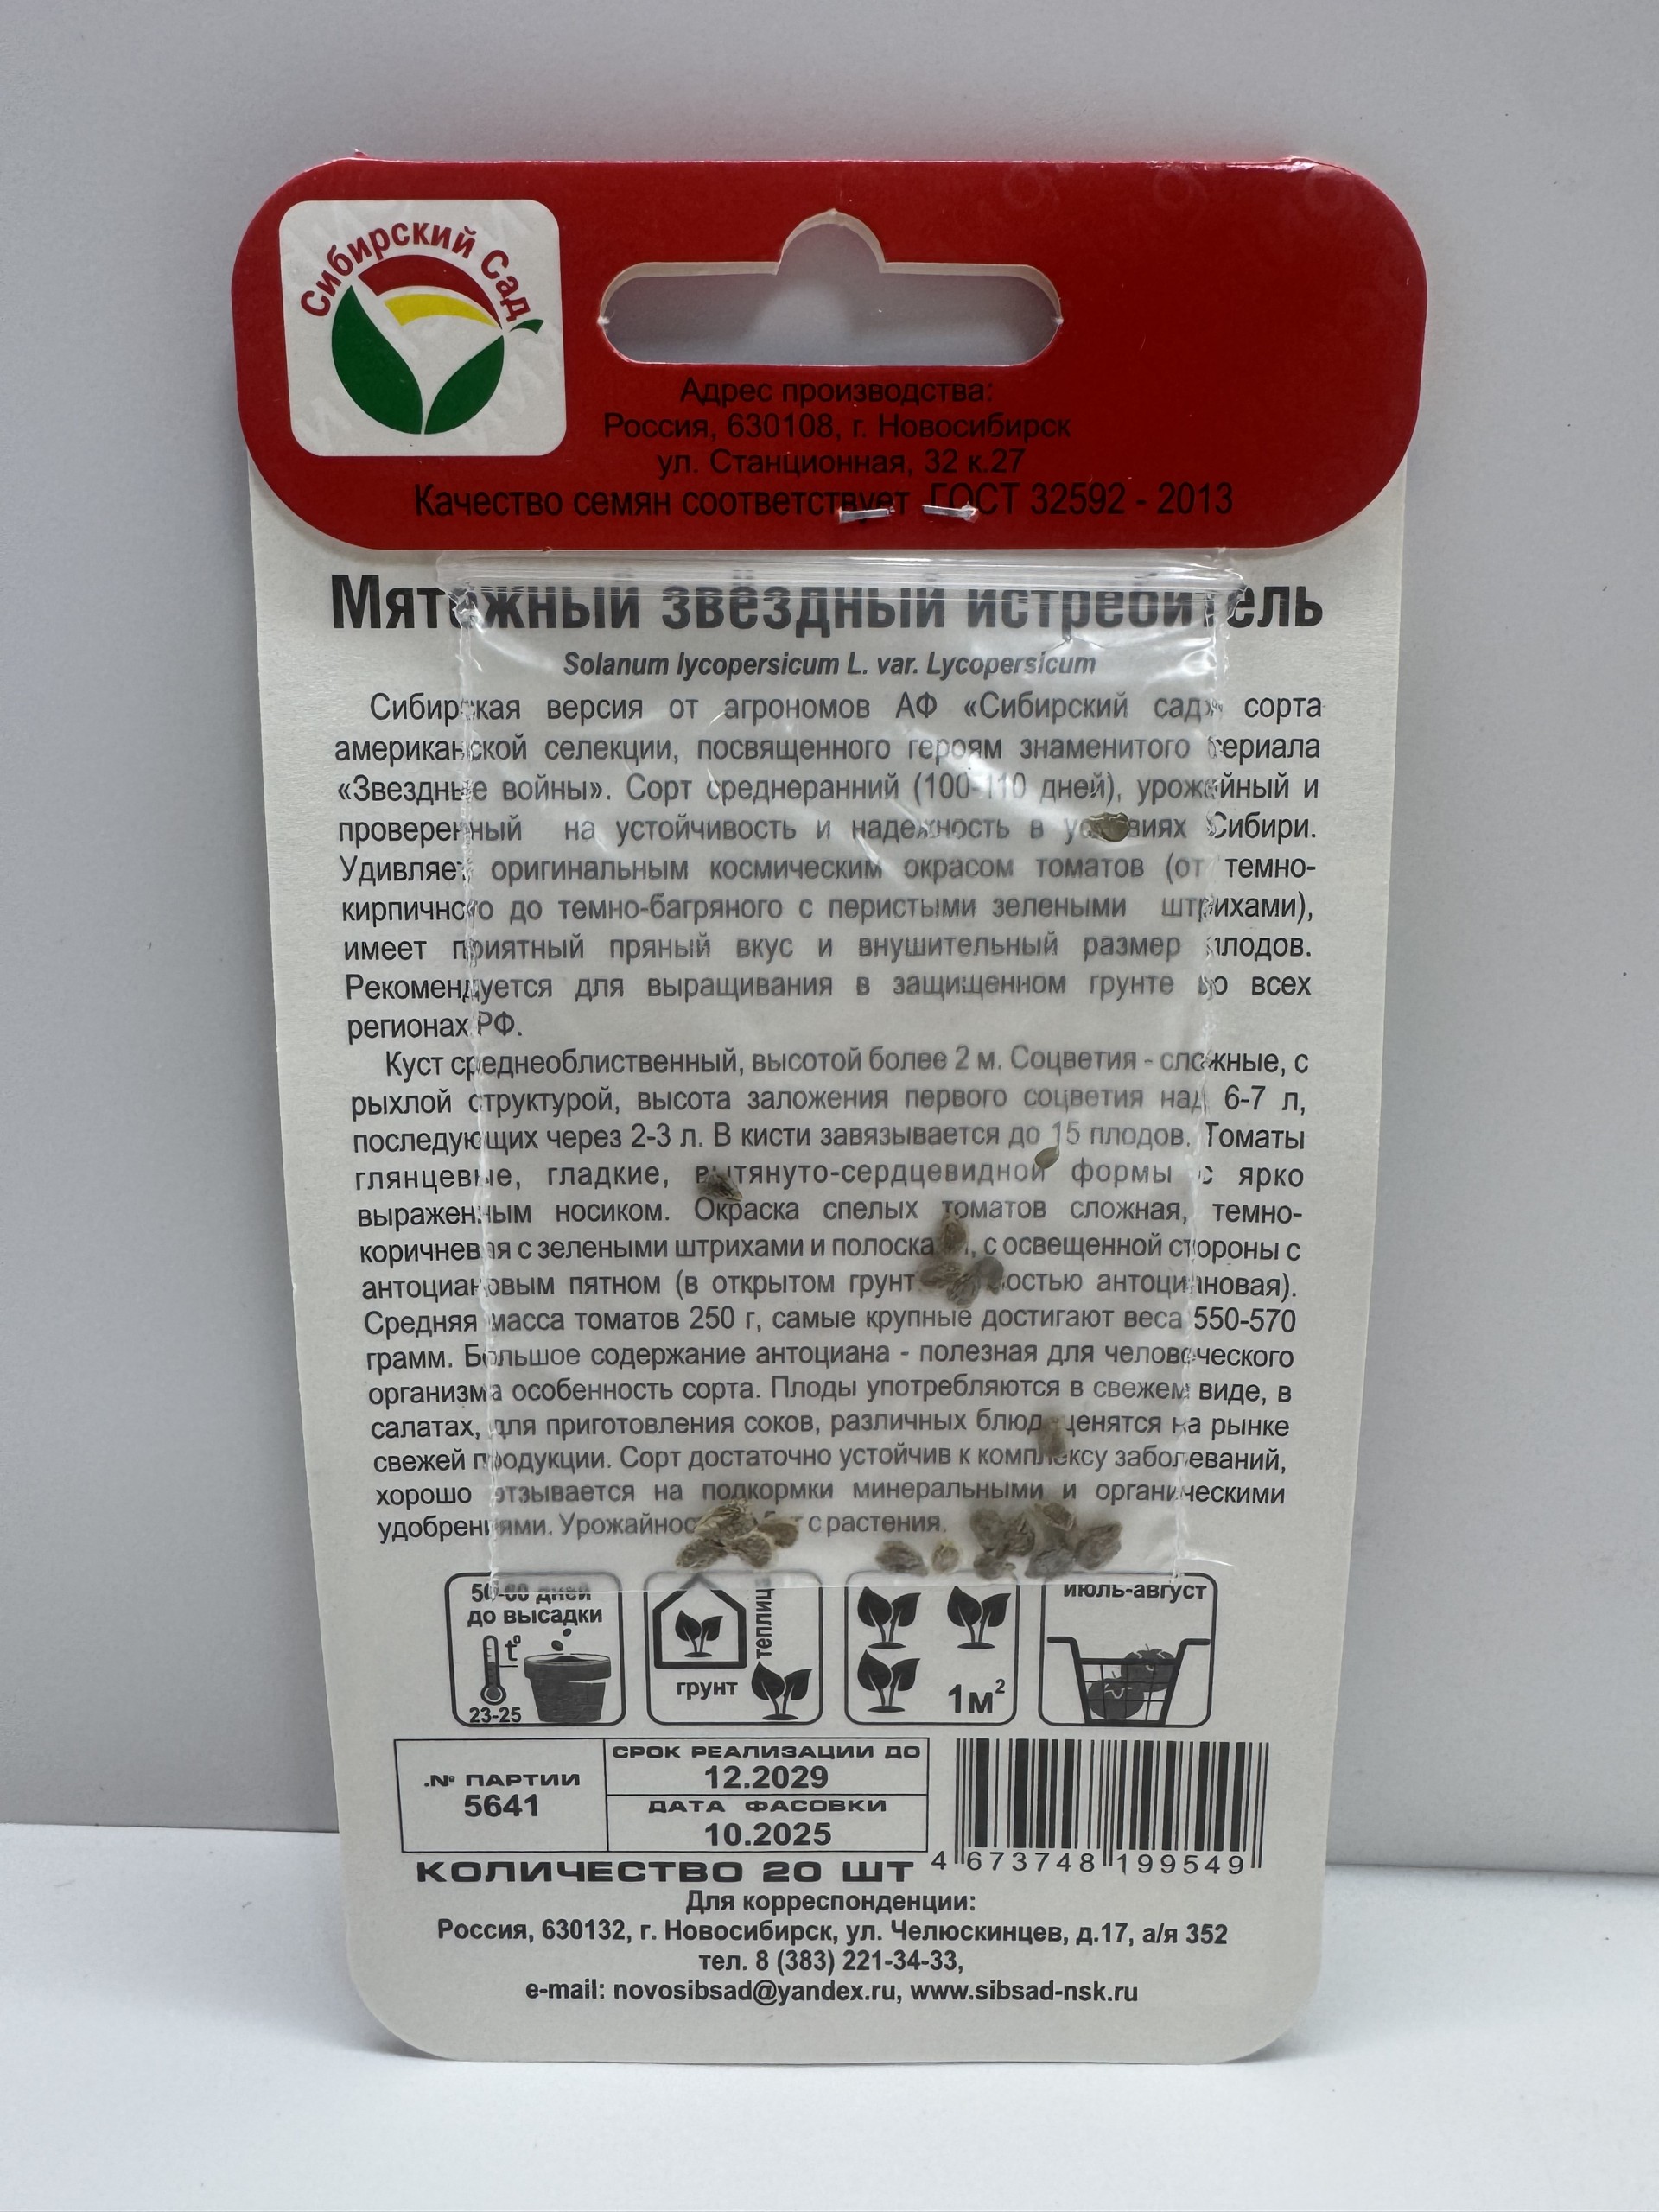 Сибирский Сад
Адрес производства:
Россия, 630108, г. Новосибирск
ул. Станционная, 32 к.27
Качество семян соответствует ГОСТ 32592 - 2013
Мятежный звёздный истребитель
Solanum lycopersicum L. var. Lycopersicum
Сибирская версия от агрономов АФ «Сибирский сад» сорта
американской селекции, посвященного героям знаменитого сериала
«Звездные войны». Сорт среднеранний (100-110 дней), урожайный и
проверенный на устойчивость и надежность в условиях Сибири.
Удивляет оригинальным космическим окрасом томатов (от темно-
кирпичного до темно-багряного с перистыми зелеными штрихами),
имеет приятный пряный вкус и внушительный размер плодов.
Рекомендуется для выращивания в защищенном грунте во всех
регионах РФ.
Куст среднеоблиственный, высотой более 2 м. Соцветия - сложные, с
рыхлой структурой, высота заложения первого соцветия над 6-7 л,
последующих через 2-3 л. В кисти завязывается до 15 плодов. Томаты
глянцевые, гладкие, вытянуто-сердцевидной формы с ярко
выраженным носиком. Окраска спелых томатов сложная, темно-
коричневая с зелеными штрихами и полосками, с освещенной стороны с
антоциановым пятном (в открытом грунте антоциановая).
Средняя масса томатов 250 г, самые крупные достигают веса 550-570
грамм. Большое содержание антоциана - полезная для человеческого
организма особенность сорта. Плоды употребляются в свежем виде, в
салатах, для приготовления соков, различных блюд, ценятся на рынке
свежей продукции. Сорт достаточно устойчив к комплексу заболеваний,
хорошо отзывается на подкормки минеральными и органическими
удобрениями. Урожайность с растения.
50-60 дней
до высадки
t°
23-25
теплица
грунт
1м²
июль-август
№ ПАРТИИ
5641
СРОК РЕАЛИЗАЦИИ ДО
12.2029
ДАТА ФАСОВКИ
10.2025
КОЛИЧЕСТВО 20 ШТ
4 673748 199549
Для корреспонденции:
Россия, 630132, г. Новосибирск, ул. Челюскинцев, д.17, а/я 352
тел. 8 (383) 221-34-33,
e-mail: novosibsad@yandex.ru, www.sibsad-nsk.ru